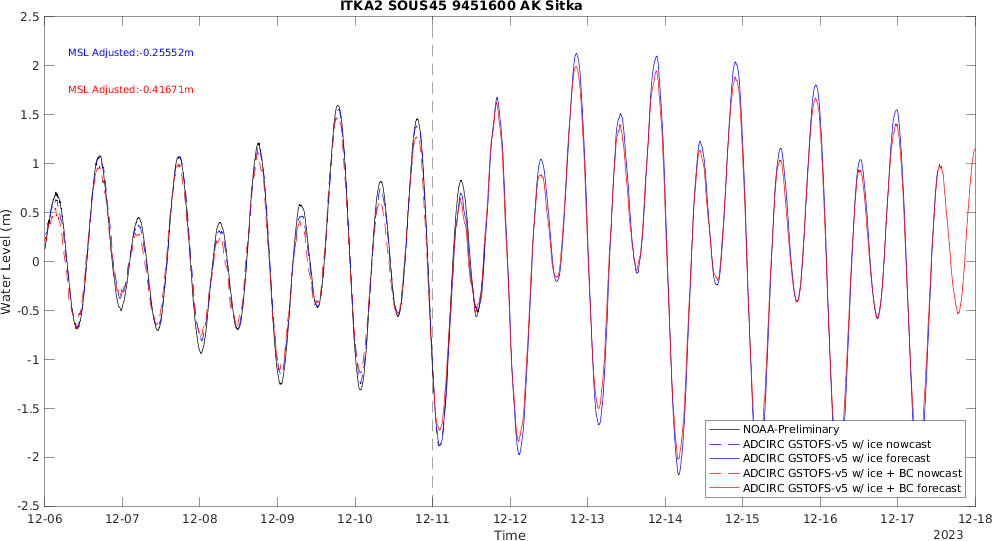 ITKA2 SOUS45 9451600 AK Sitka
2.5
MSL Adjusted:-0.25552m
2
MSL Adjusted:-0.41671m
1.5
1
0.5
0
-0.5
-1
-1.5
-2
-2.5
Water Level (m)
NOAA-Preliminary
ADCIRC GSTOFS-v5 w/ ice nowcast
ADCIRC GSTOFS-v5 w/ ice forecast
ADCIRC GSTOFS-v5 w/ ice + BC nowcast
ADCIRC GSTOFS-v5 w/ ice + BC forecast
12-06 12-07 12-08 12-09 12-10 12-11 12-12 12-13 12-14 12-15 12-16 12-17 12-18
Time
2023